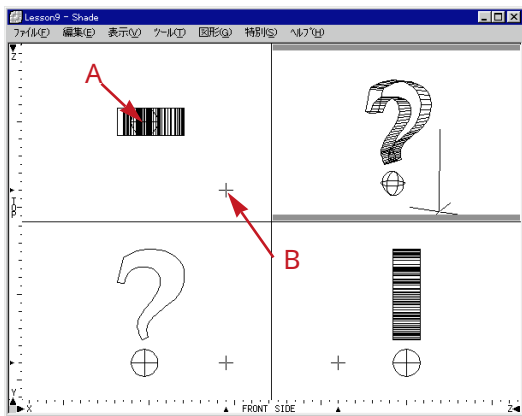 Lesson9 - Shade
ファイル(F) 編集(E) 表示(V) ツール(T) 図形(G) 特別(S) ヘルプ(H)
Z
A
TOP
B
Y
X FRONT SIDE Z